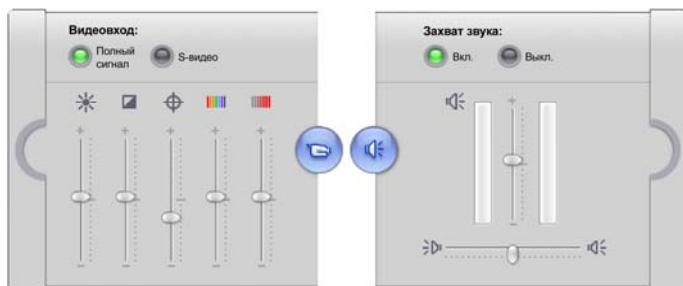 Видеовход:
Полный
сигнал
S-видео
Захват звука:
Вкл.
Выкл.